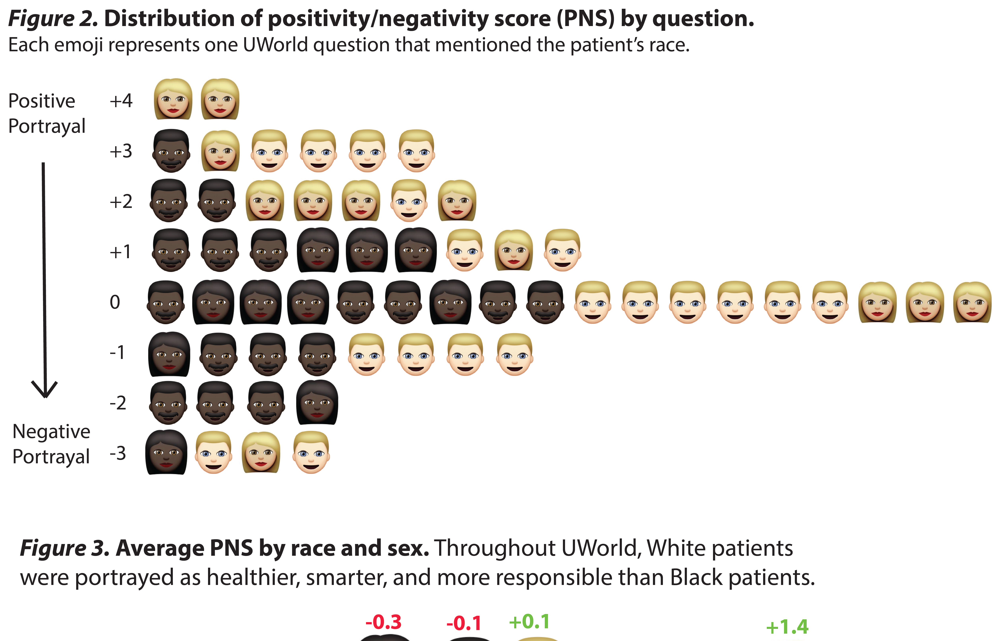 Figure 2. Distribution of positivity/negativity score (PNS) by question.
Each emoji represents one UWorld question that mentioned the patient’s race.
Positive
Portrayal
+4
+3
+2
+1
0
-1
-2
Negative
Portrayal
-3
Figure 3. Average PNS by race and sex. Throughout UWorld, White patients
were portrayed as healthier, smarter, and more responsible than Black patients.
-0.3 -0.1 +0.1 +1.4